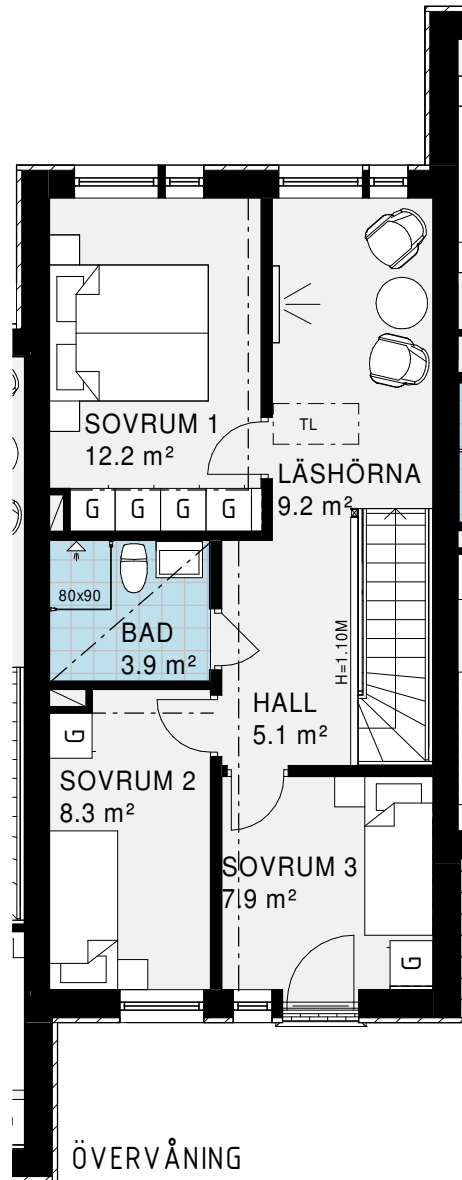 SOVRUM 1
12.2 m²
TL
LÄSHÖRNA
9.2 m²
G G G G
80x90
BAD
3.9 m²
H=1.10M
HALL
5.1 m²
G
SOVRUM 2
8.3 m²
SOVRUM 3
7.9 m²
G
ÖVERVÅNING